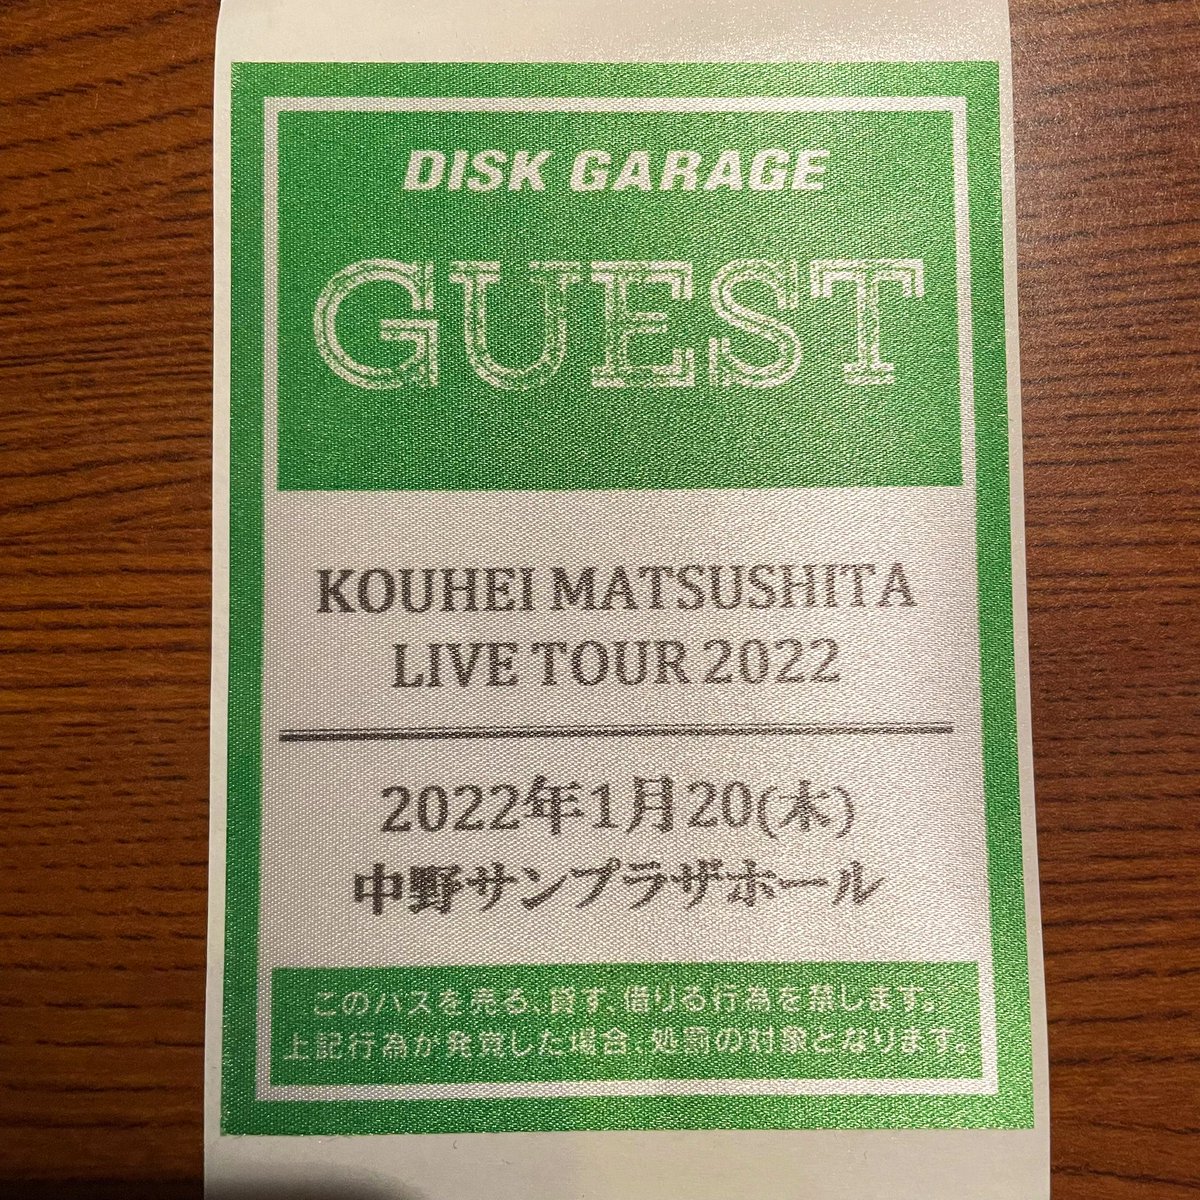 DISK GARAGE
GUEST
KOUHEI MATSUSHITA
LIVE TOUR 2022
2022年1月20(木)
中野サンプラザホール
このパスを売る、貸す、借りる行為を禁します。
上記行為が発覚した場合、処罰の対象となります。